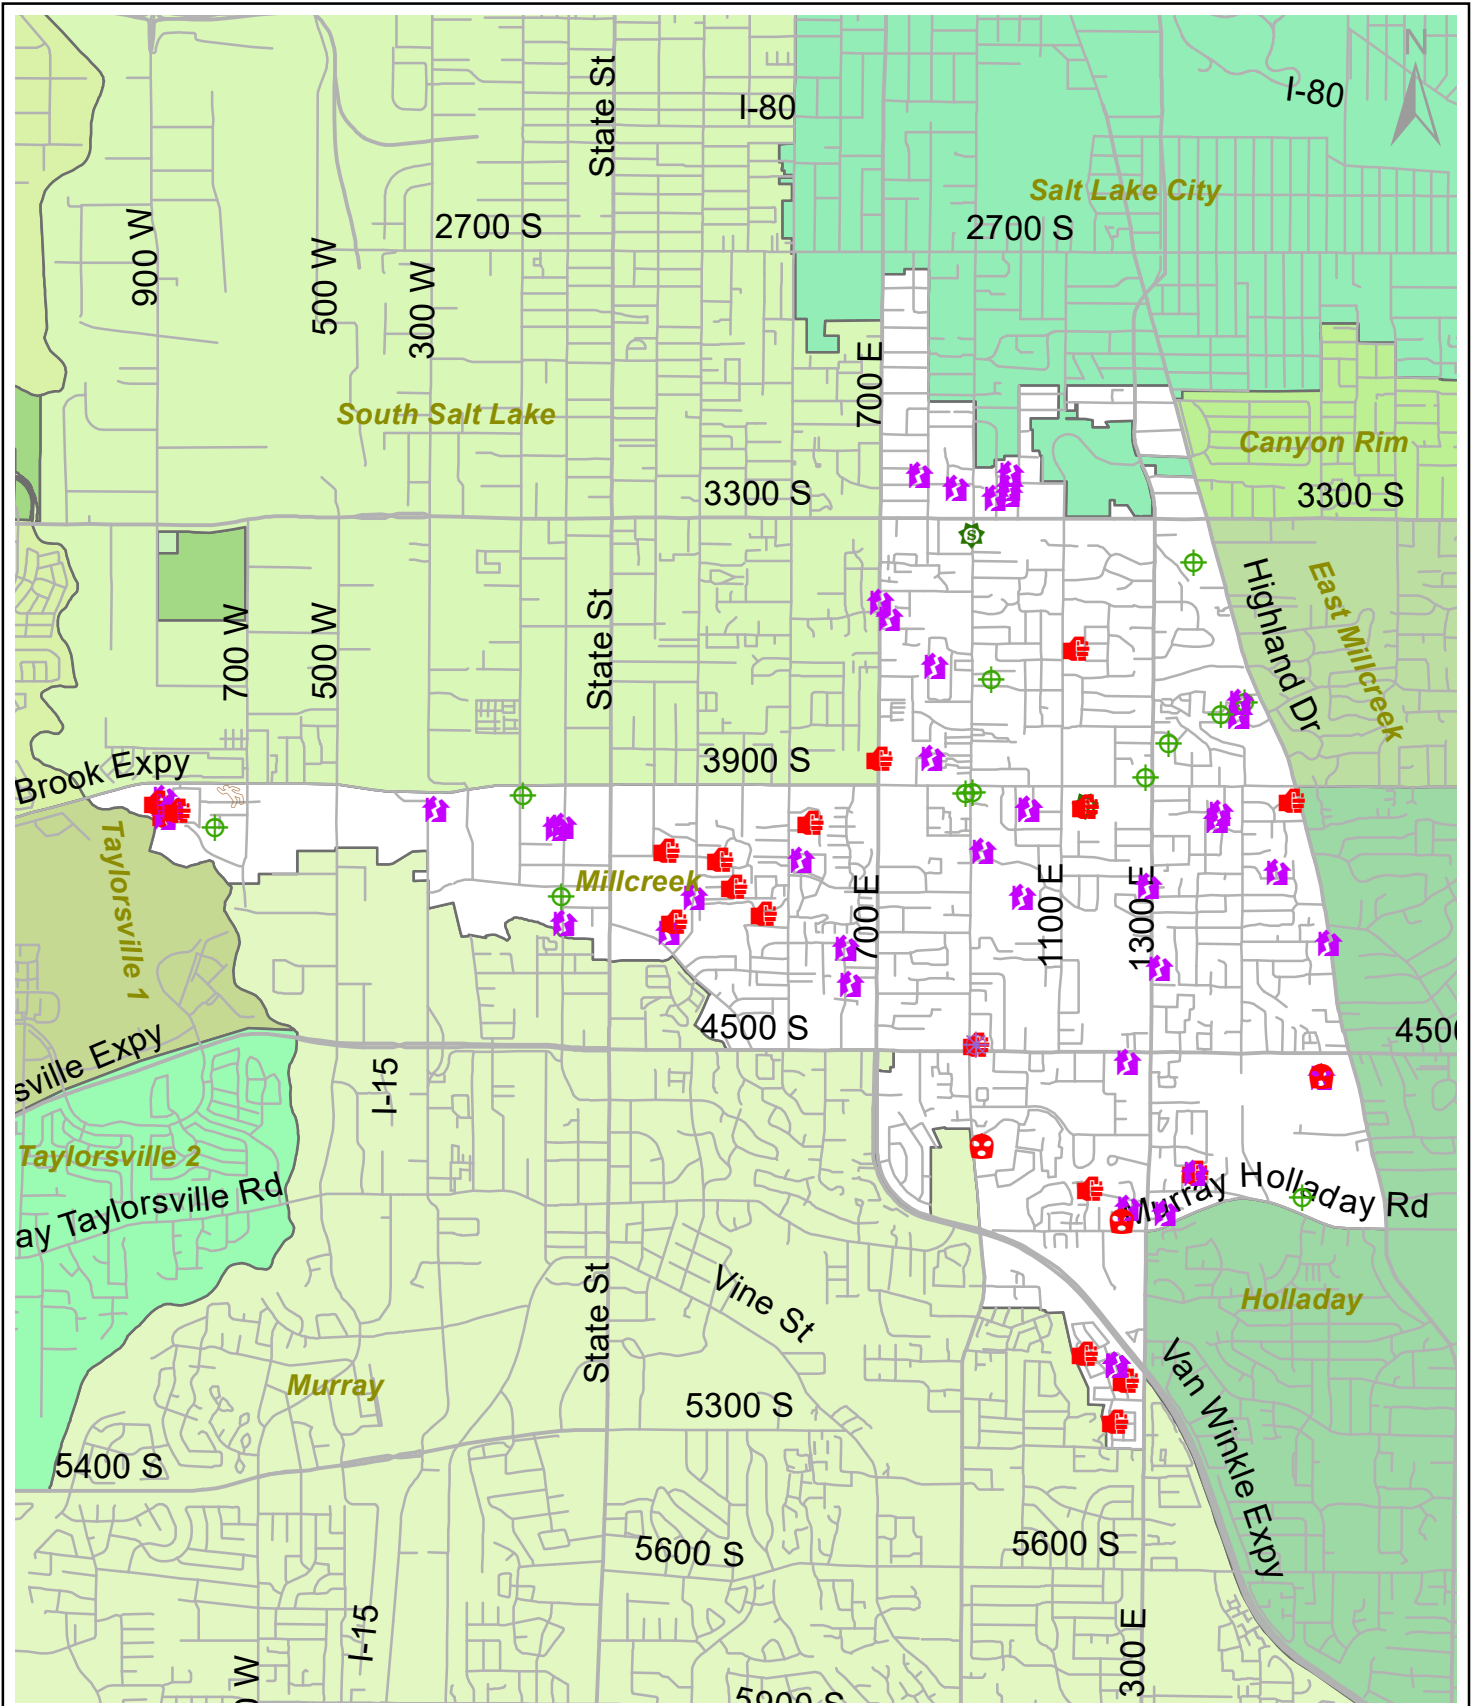 N
I-80
I-80
State St
Salt Lake City
2700 S
2700 S
900 W
500 W
300 W
700 E
South Salt Lake
Canyon Rim
3300 S
3300 S
Highland Dr
East Millcreek
State St
700 W
500 W
3900 S
Brook Expy
S
Taylorsville 1
Millcreek
700 E
1100 E
1300 E
4500 S
4500
sville Expy
I-15
Taylorsville 2
ay Taylorsville Rd
Murray Holladay Rd
State St
Vine St
Holladay
Murray
Van Winkle Expy
5300 S
5400 S
5600 S
5600 S
I-15
300 E
0 W
5900 S